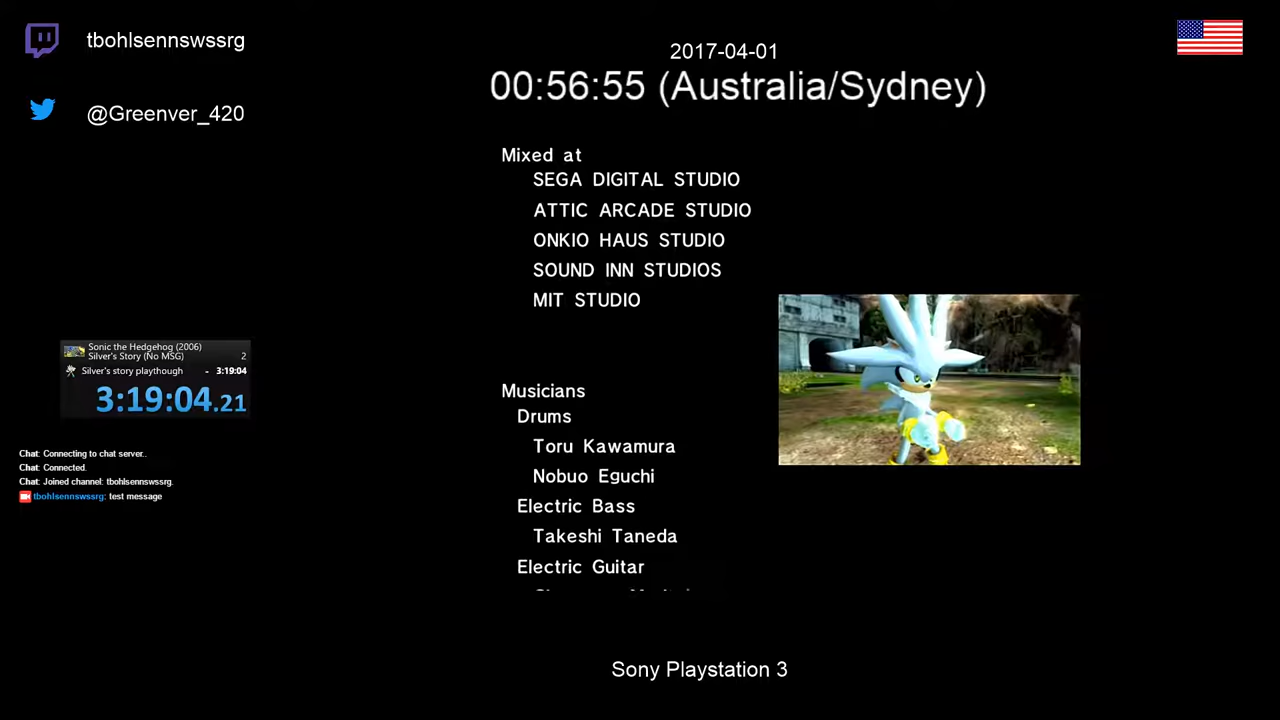 tbohlsennswssrg
@Greenver_420
2017-04-01
00:56:55 (Australia/Sydney)
Mixed at
SEGA DIGITAL STUDIO
ATTIC ARCADE STUDIO
ONKIO HAUS STUDIO
SOUND INN STUDIOS
MIT STUDIO
Musicians
Drums
Toru Kawamura
Nobuo Eguchi
Electric Bass
Takeshi Taneda
Electric Guitar
Sonic the Hedgehog (2006)
Silver's Story (No MSG) 2
Silver's story playthough - 3:19:04
3:19:04.21
Chat: Connecting to chat server..
Chat: Connected.
Chat: Joined channel: tbohlsennswssrg.
tbohlsennswssrg: test message
Sony Playstation 3